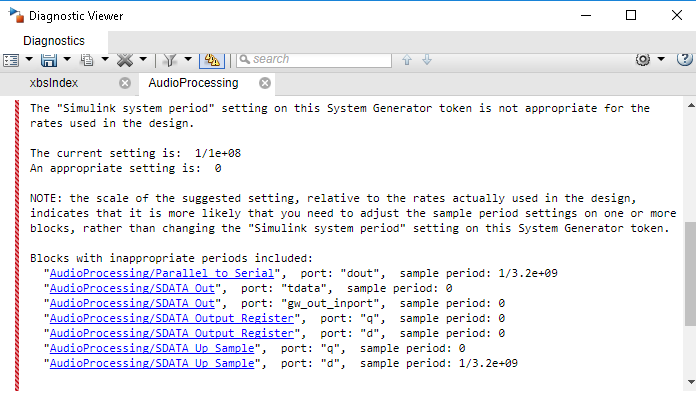 Diagnostic Viewer
Diagnostics
search
xbsIndex
AudioProcessing
The "Simulink system period" setting on this System Generator token is not appropriate for the
rates used in the design.
The current setting is:  1/1e+08
An appropriate setting is:  0
NOTE: the scale of the suggested setting, relative to the rates actually used in the design,
indicates that it is more likely that you need to adjust the sample period settings on one or more
blocks, rather than changing the "Simulink system period" setting on this System Generator token.
Blocks with inappropriate periods included:
"AudioProcessing/Parallel to Serial",  port: "dout",  sample period: 1/3.2e+09
"AudioProcessing/SDATA Out",  port: "tdata",  sample period: 0
"AudioProcessing/SDATA Out",  port: "gw_out_inport",  sample period: 0
"AudioProcessing/SDATA Output Register",  port: "q",  sample period: 0
"AudioProcessing/SDATA Output Register",  port: "d",  sample period: 0
"AudioProcessing/SDATA Up Sample",  port: "q",  sample period: 0
"AudioProcessing/SDATA Up Sample",  port: "d",  sample period: 1/3.2e+09